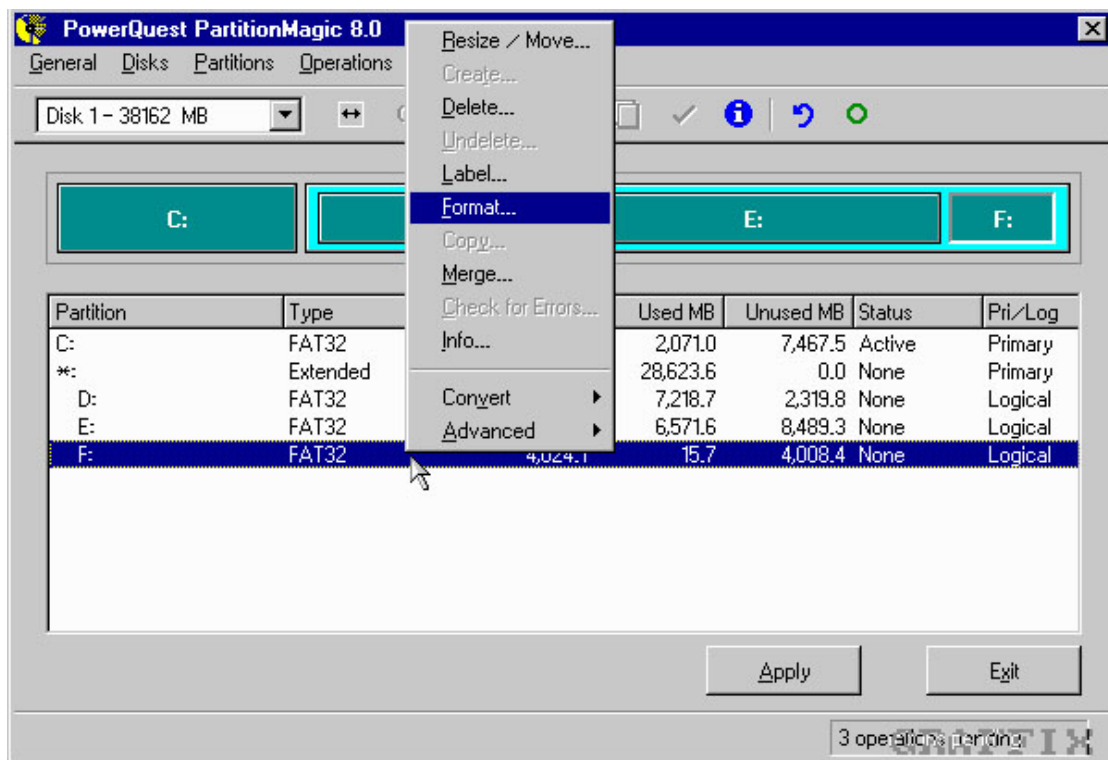 PowerQuest PartitionMagic 8.0
General Disks Partitions Operations
Disk 1 - 38162 MB
Resize / Move...
Create...
Delete...
Undelete...
Label...
Format...
Copy...
Merge...
Check for Errors...
Info...
Convert
Advanced
C: E: F:
Partition Type Used MB Unused MB Status Pri/Log
C: FAT32 2,071.0 7,467.5 Active Primary
*: Extended 28,623.6 0.0 None Primary
D: FAT32 7,218.7 2,319.8 None Logical
E: FAT32 6,571.6 8,489.3 None Logical
F: FAT32 4,024.1 15.7 4,008.4 None Logical
Apply Exit
3 operations pending